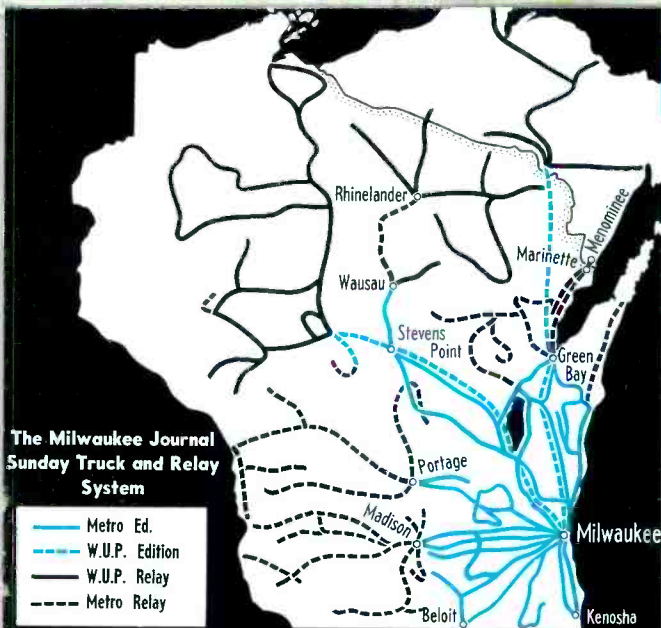 Rhinelander
Menominee
Marinette
Wausau
Stevens
Point
Green
Bay
The Milwaukee Journal
Sunday Truck and Relay
System
Portage
Madison
Milwaukee
Metro Ed.
W.U.P. Edition
W.U.P. Relay
Metro Relay
Beloit
Kenosha